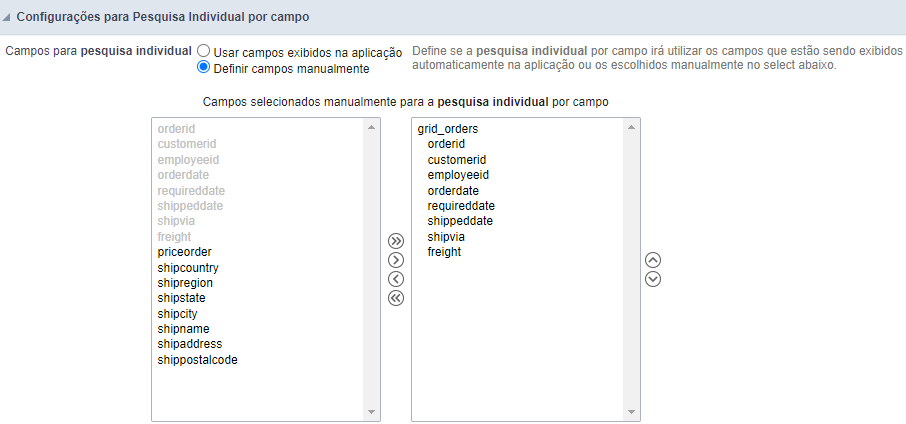 Configurações para Pesquisa Individual por campo
Campos para pesquisa individual
Usar campos exibidos na aplicação
Definir campos manualmente
Define se a pesquisa individual por campo irá utilizar os campos que estão sendo exibidos
automaticamente na aplicação ou os escolhidos manualmente no select abaixo.
Campos selecionados manualmente para a pesquisa individual por campo
orderid
customerid
employeeid
orderdate
requireddate
shippeddate
shipvia
freight
priceorder
shipcountry
shipregion
shipstate
shipcity
shipname
shipaddress
shippostalcode
grid_orders
orderid
customerid
employeeid
orderdate
requireddate
shippeddate
shipvia
freight